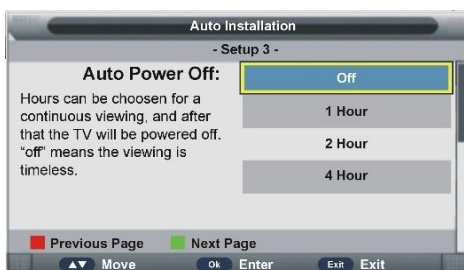 Auto Installation
- Setup 3 -
Auto Power Off:
Hours can be choosen for a
continuous viewing, and after
that the TV will be powered off.
“off” means the viewing is
timeless.
Off
1 Hour
2 Hour
4 Hour
Previous Page Next Page
Move Ok Enter Exit Exit